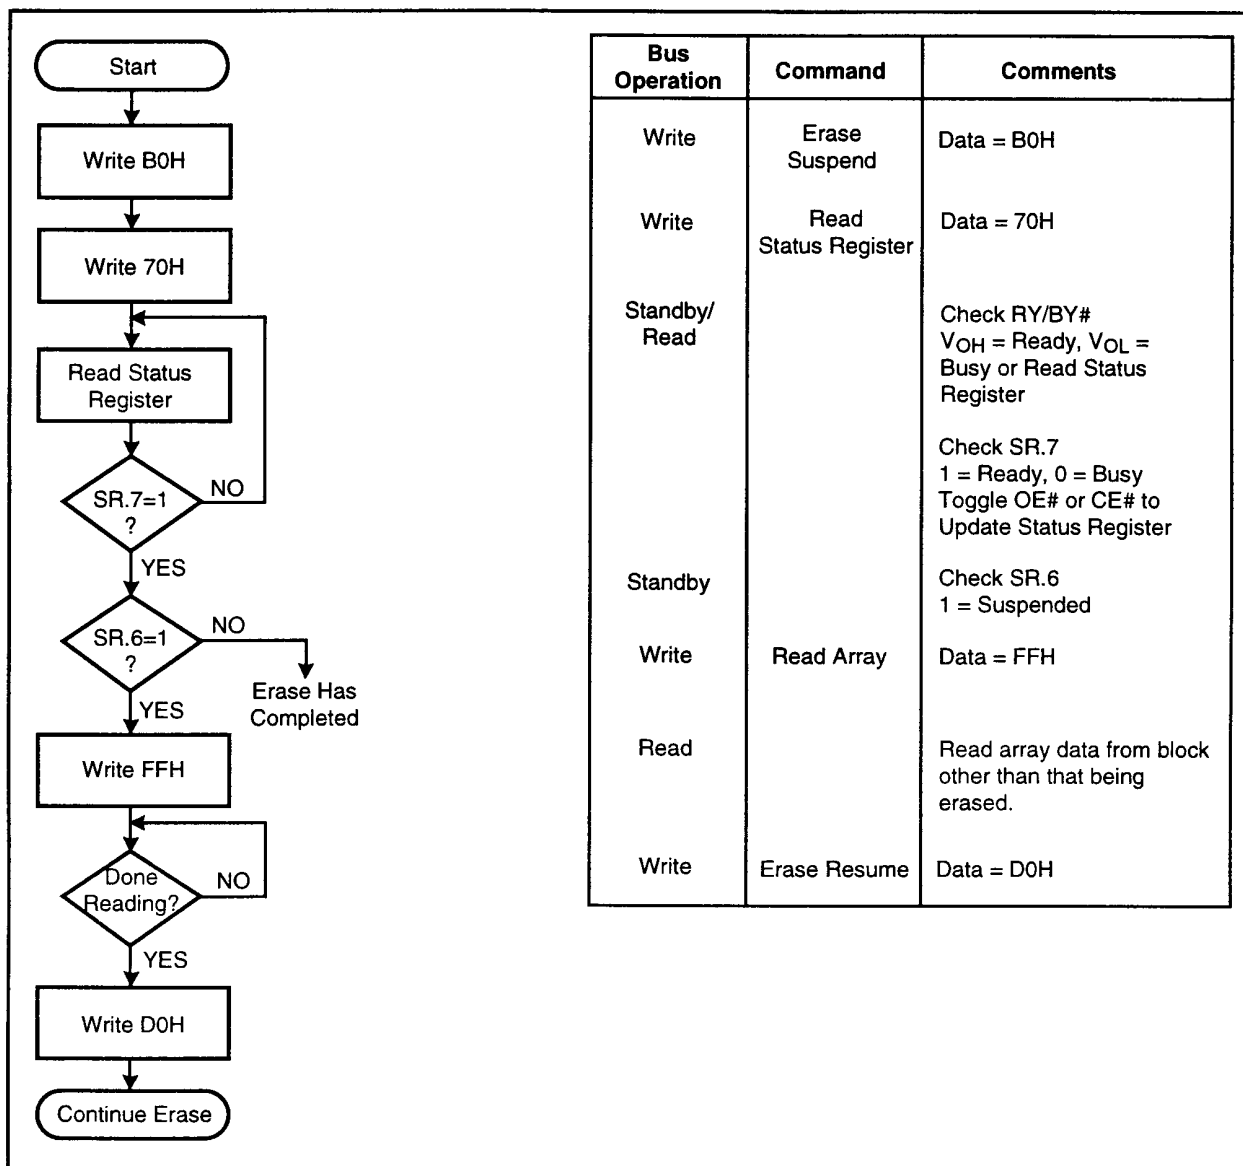 Start
Write B0H
Write 70H
Read Status
Register
SR.7=1
?
NO
YES
SR.6=1
?
NO
Erase Has
Completed
YES
Write FFH
Done
Reading?
NO
YES
Write D0H
Continue Erase
Bus
Operation
Command
Comments
Write
Erase
Suspend
Data = B0H
Write
Read
Status Register
Data = 70H
Standby/
Read
Check RY/BY#
VOH = Ready, VOL =
Busy or Read Status
Register
Check SR.7
1 = Ready, 0 = Busy
Toggle OE# or CE# to
Update Status Register
Standby
Check SR.6
1 = Suspended
Write
Read Array
Data = FFH
Read
Read array data from block
other than that being
erased.
Write
Erase Resume
Data = D0H